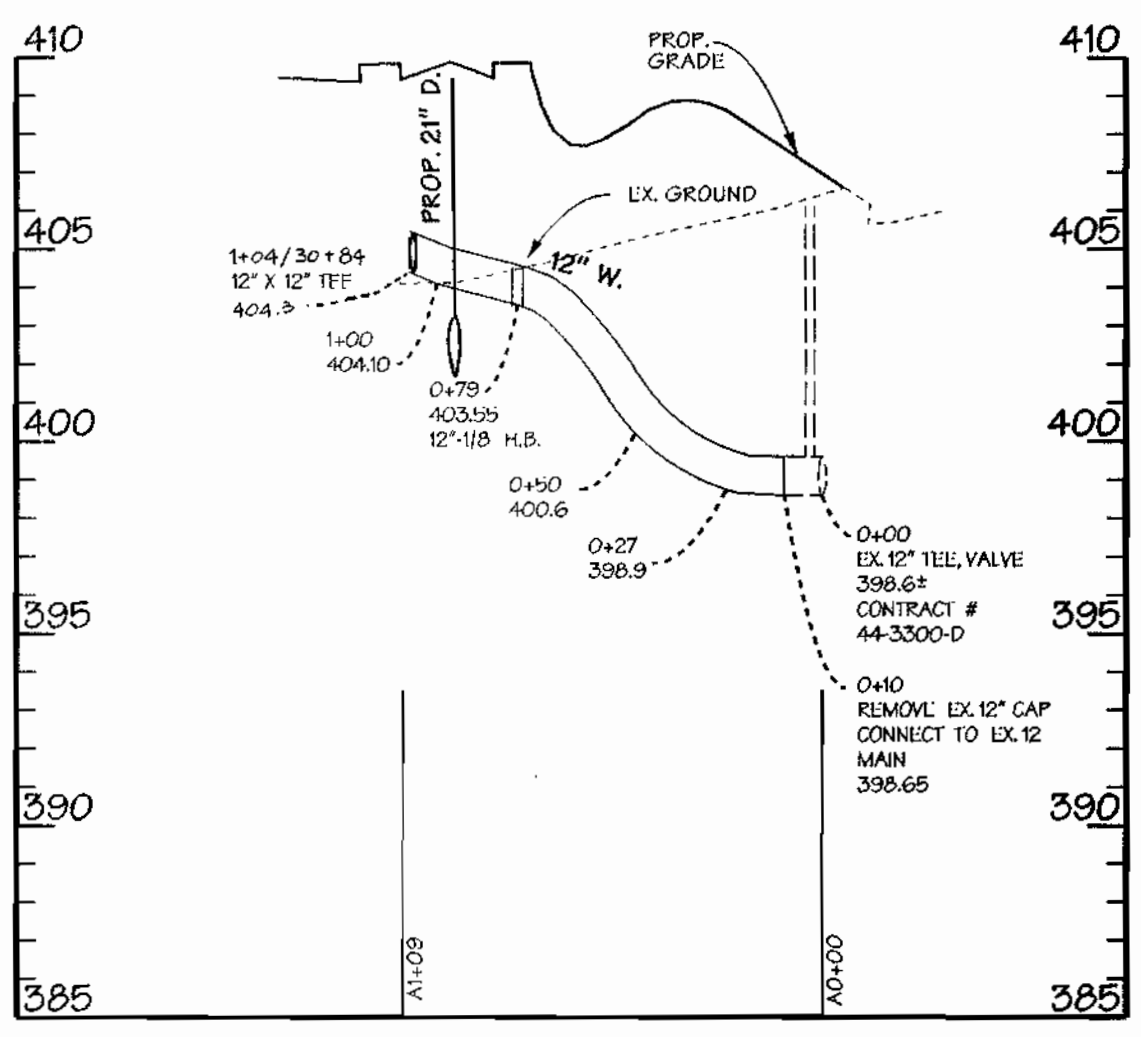 410
410
PROP.
GRADE
PROP. 21" D.
EX. GROUND
405
405
12" W.
1+04/30+84
12" X 12" TEE
404.3
1+00
404.10
0+79
403.55
12"-1/8 H.B.
400
400
0+50
400.6
0+27
398.9
0+00
EX. 12" TEE, VALVE
398.6±
CONTRACT #
44-3300-D
395
395
0+10
REMOVE EX. 12" CAP
CONNECT TO EX. 12
MAIN
398.65
390
390
A1+09
A0+00
385
385